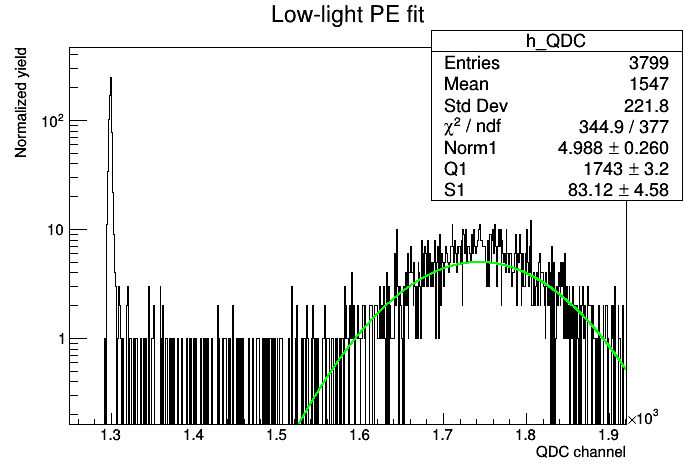 Low-light PE fit
h_QDC
Entries 3799
Mean 1547
Std Dev 221.8
χ² / ndf 344.9 / 377
Norm1 4.988 ± 0.260
Q1 1743 ± 3.2
S1 83.12 ± 4.58
Normalized yield
10²
10
1
1.3 1.4 1.5 1.6 1.7 1.8 1.9
×10³
QDC channel